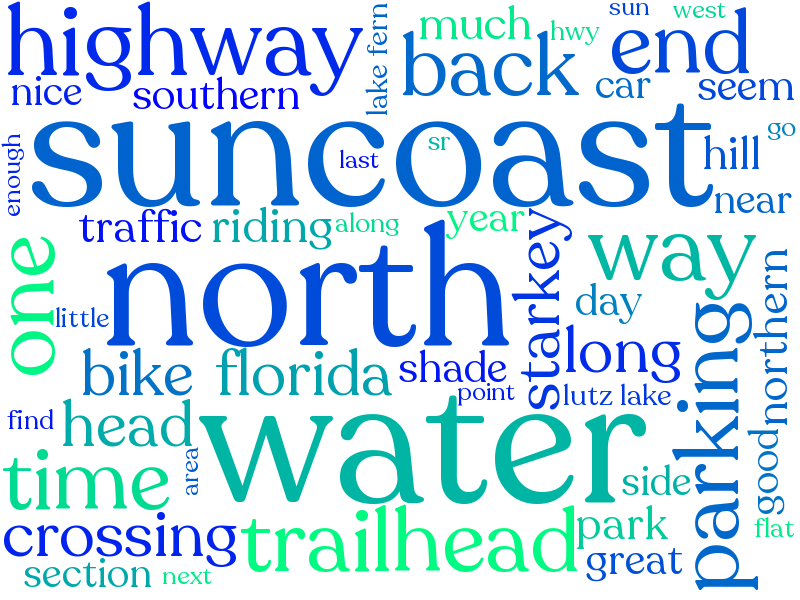 highway
lake fern
much
hwy
sun
west
end
back
nice
southern
car
seem
go
enough
suncoast
last
sr
hill
near
traffic
riding
along
year
starkey
way
one
little
north
day
northern
long
parking
bike
florida
shade
point
lutz lake
find
head
water
area
time
side
good
crossing
trailhead
park
flat
great
section
next